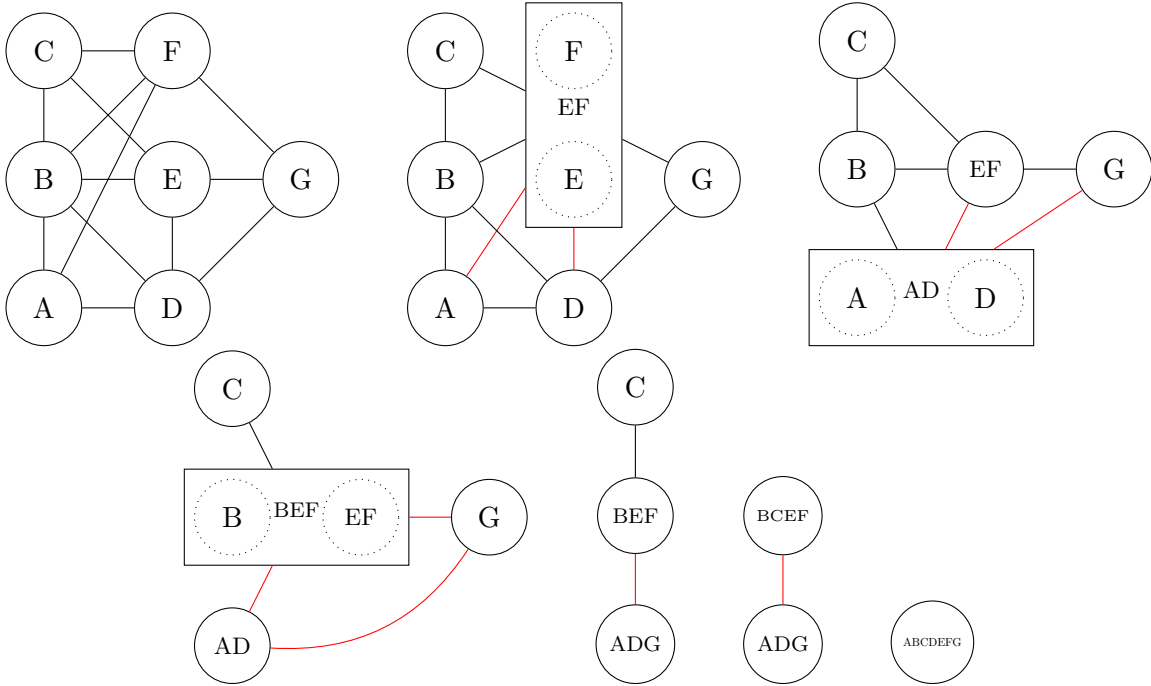 C F
B E G
A D
C F
EF
B E G
A D
C
B EF G
A AD D
C
B BEF EF G
AD
C
BEF
ADG
BCEF
ADG
ABCDEFG